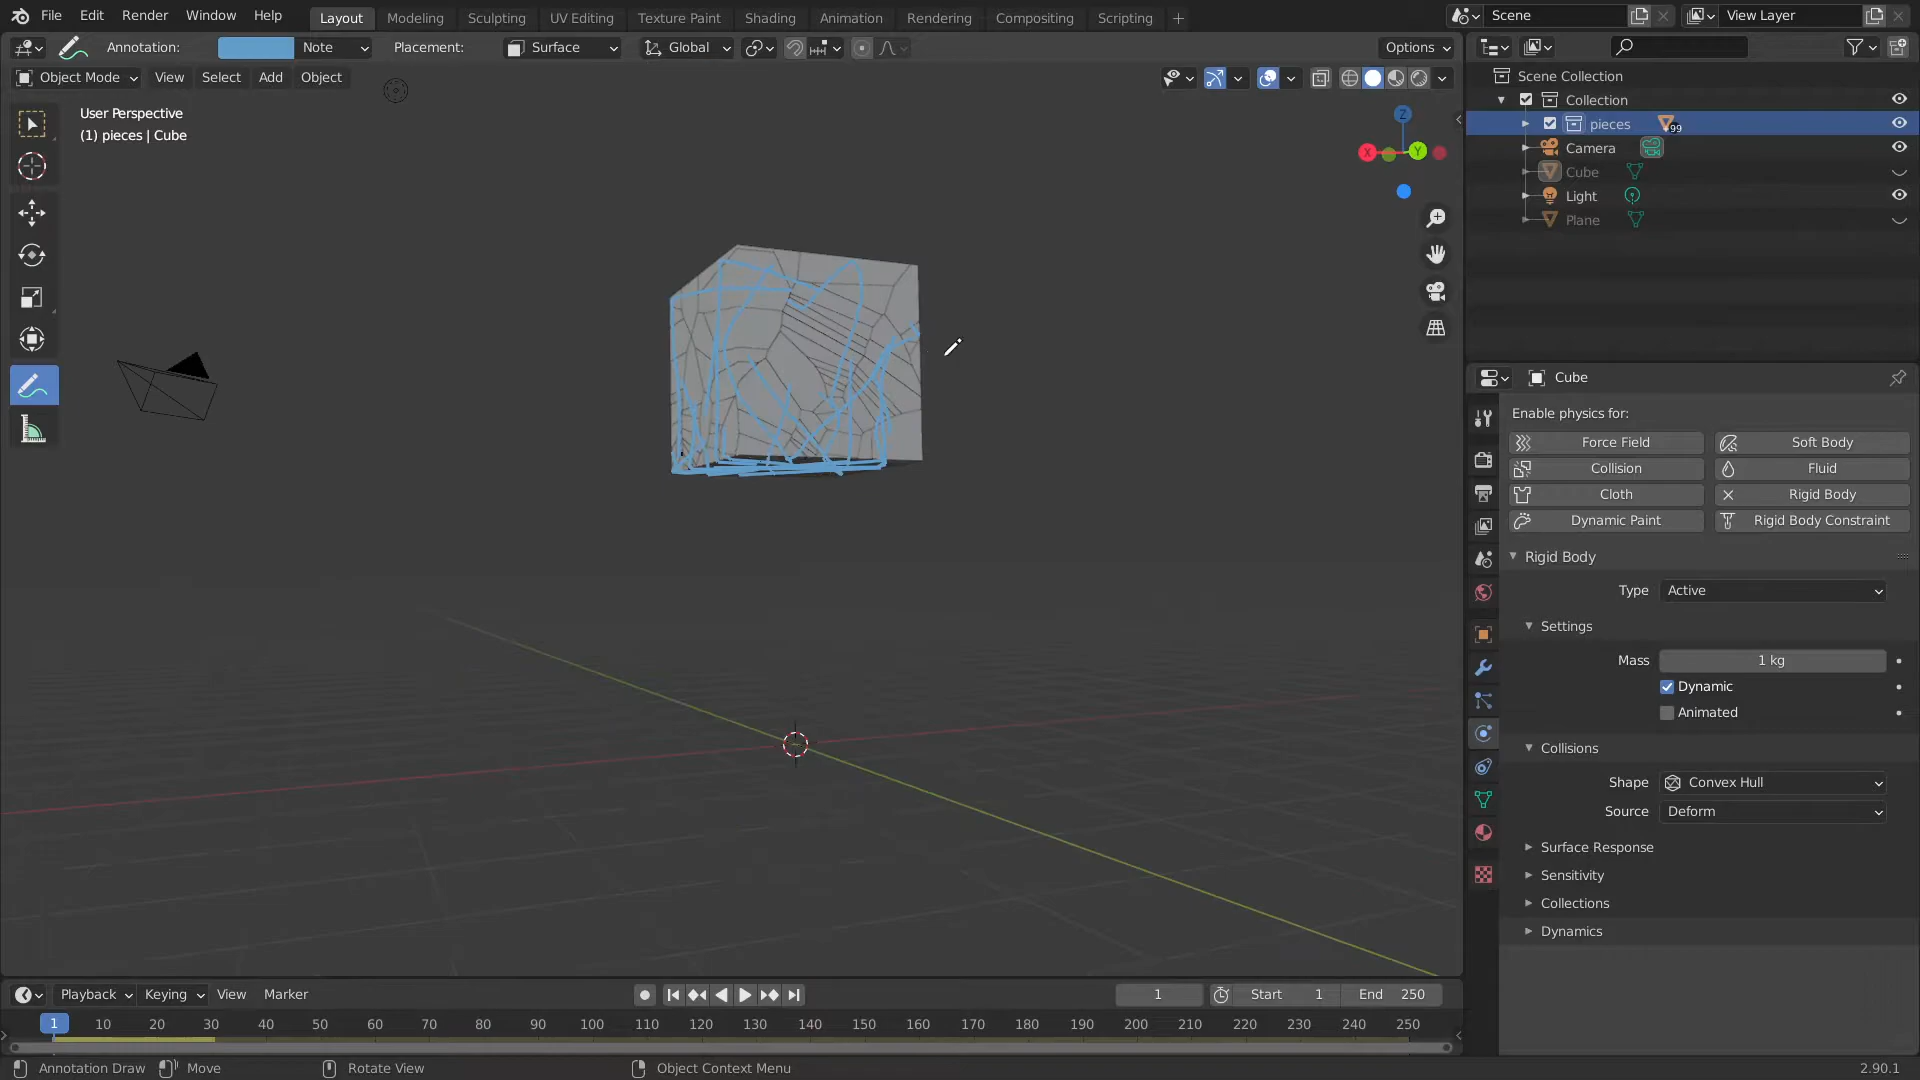 File Edit Render Window Help Layout Modeling Sculpting UV Editing Texture Paint Shading Animation Rendering Compositing Scripting + Scene View Layer
Annotation: Note Placement: Surface Global Options
Object Mode View Select Add Object
User Perspective
(1) pieces | Cube
Z
X
Y
Scene Collection
Collection
pieces 99
Camera
Cube
Light
Plane
Cube
Enable physics for:
Force Field Soft Body
Collision Fluid
Cloth Rigid Body
Dynamic Paint Rigid Body Constraint
Rigid Body
Type Active
Settings
Mass 1 kg
Dynamic
Animated
Collisions
Shape Convex Hull
Source Deform
Surface Response
Sensitivity
Collections
Dynamics
Playback Keying View Marker 1 Start 1 End 250
1 10 20 30 40 50 60 70 80 90 100 110 120 130 140 150 160 170 180 190 200 210 220 230 240 250
Annotation Draw Move Rotate View Object Context Menu 2.90.1